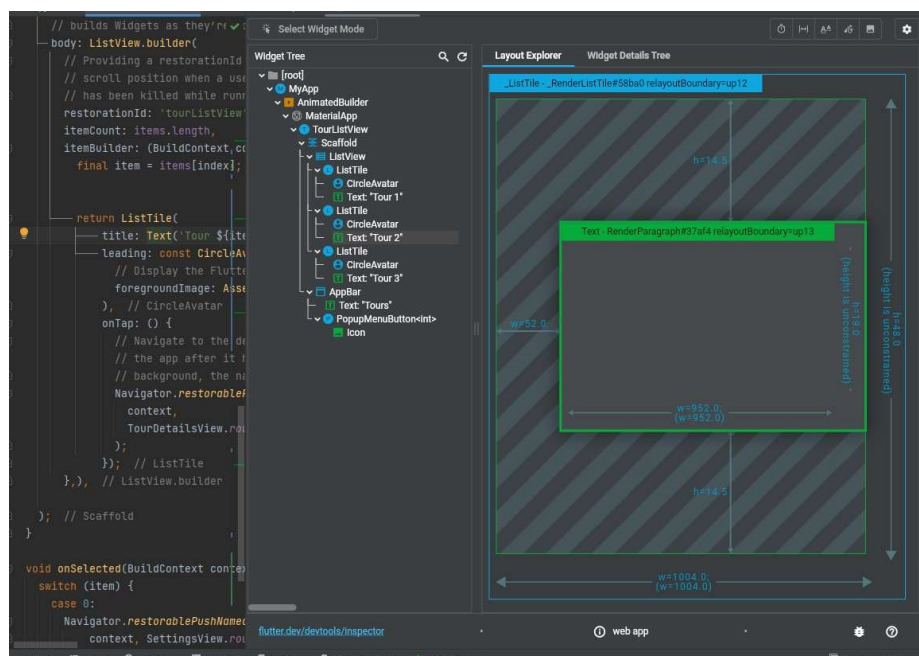 // builds Widgets as they're
body: ListView.builder(
// Providing a restorationId
// scroll position when a use
// has been killed while runn
restorationId: 'tourListView'
itemCount: items.length,
itemBuilder: (BuildContext co
final item = items[index];
return ListTile(
title: Text('Tour ${ite
leading: const CircleAv
// Display the Flutte
foregroundImage: Asse
), // CircleAvatar
onTap: () {
// Navigate to the de
// the app after it h
// background, the na
Navigator.restorableP
context,
TourDetailsView.rou
);
}); // ListTile
},), // ListView.builder
); // Scaffold
}
void onSelected(BuildContext contex
switch (item) {
case 0:
Navigator.restorablePushNamed
context, SettingsView.rou
Select Widget Mode
Widget Tree
[root]
MyApp
AnimatedBuilder
MaterialApp
TourListView
Scaffold
ListView
ListTile
CircleAvatar
Text: "Tour 1"
ListTile
CircleAvatar
Text: "Tour 2"
ListTile
CircleAvatar
Text: "Tour 3"
AppBar
Text: "Tours"
PopupMenuButton<int>
Icon
Layout Explorer Widget Details Tree
_ListTile - _RenderListTile#58ba0 relayoutBoundary=up12
h=14.5
Text - RenderParagraph#37af4 relayoutBoundary=up13
w=52.0
h=19.0
(height is unconstrained)
h=48.0
(height is unconstrained)
w=952.0;
(w=952.0)
h=14.5
w=1004.0;
(w=1004.0)
flutter.dev/devtools/inspector
web app